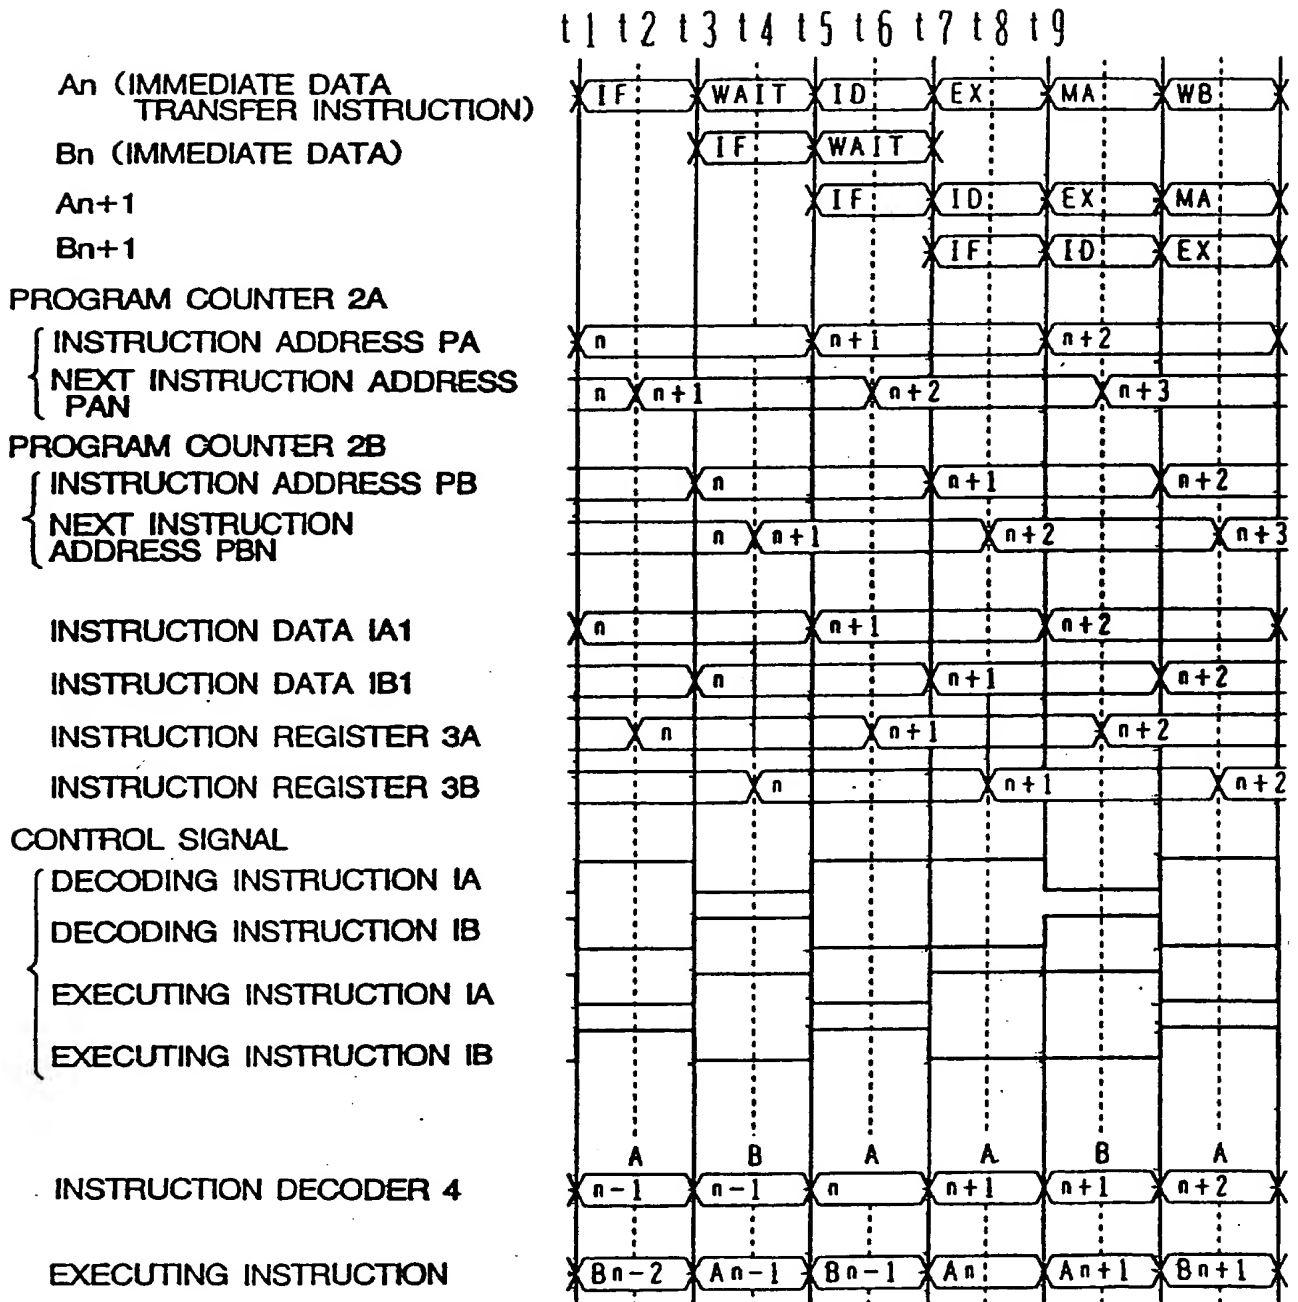 t1 t2 t3 t4 t5 t6 t7 t8 t9
An (IMMEDIATE DATA
TRANSFER INSTRUCTION)
IF WAIT ID EX MA WB
Bn (IMMEDIATE DATA)
IF WAIT
An+1
IF ID EX MA
Bn+1
IF ID EX
PROGRAM COUNTER 2A
INSTRUCTION ADDRESS PA
n n+1 n+2
NEXT INSTRUCTION ADDRESS
PAN
n n+1 n+2 n+3
PROGRAM COUNTER 2B
INSTRUCTION ADDRESS PB
n n+1 n+2
NEXT INSTRUCTION
ADDRESS PBN
n n+1 n+2 n+3
INSTRUCTION DATA IA1
n n+1 n+2
INSTRUCTION DATA IB1
n n+1 n+2
INSTRUCTION REGISTER 3A
n n+1 n+2
INSTRUCTION REGISTER 3B
n n+1 n+2
CONTROL SIGNAL
DECODING INSTRUCTION IA
DECODING INSTRUCTION IB
EXECUTING INSTRUCTION IA
EXECUTING INSTRUCTION IB
A B A A B A
INSTRUCTION DECODER 4
n-1 n-1 n n+1 n+1 n+2
EXECUTING INSTRUCTION
Bn-2 An-1 Bn-1 An An+1 Bn+1